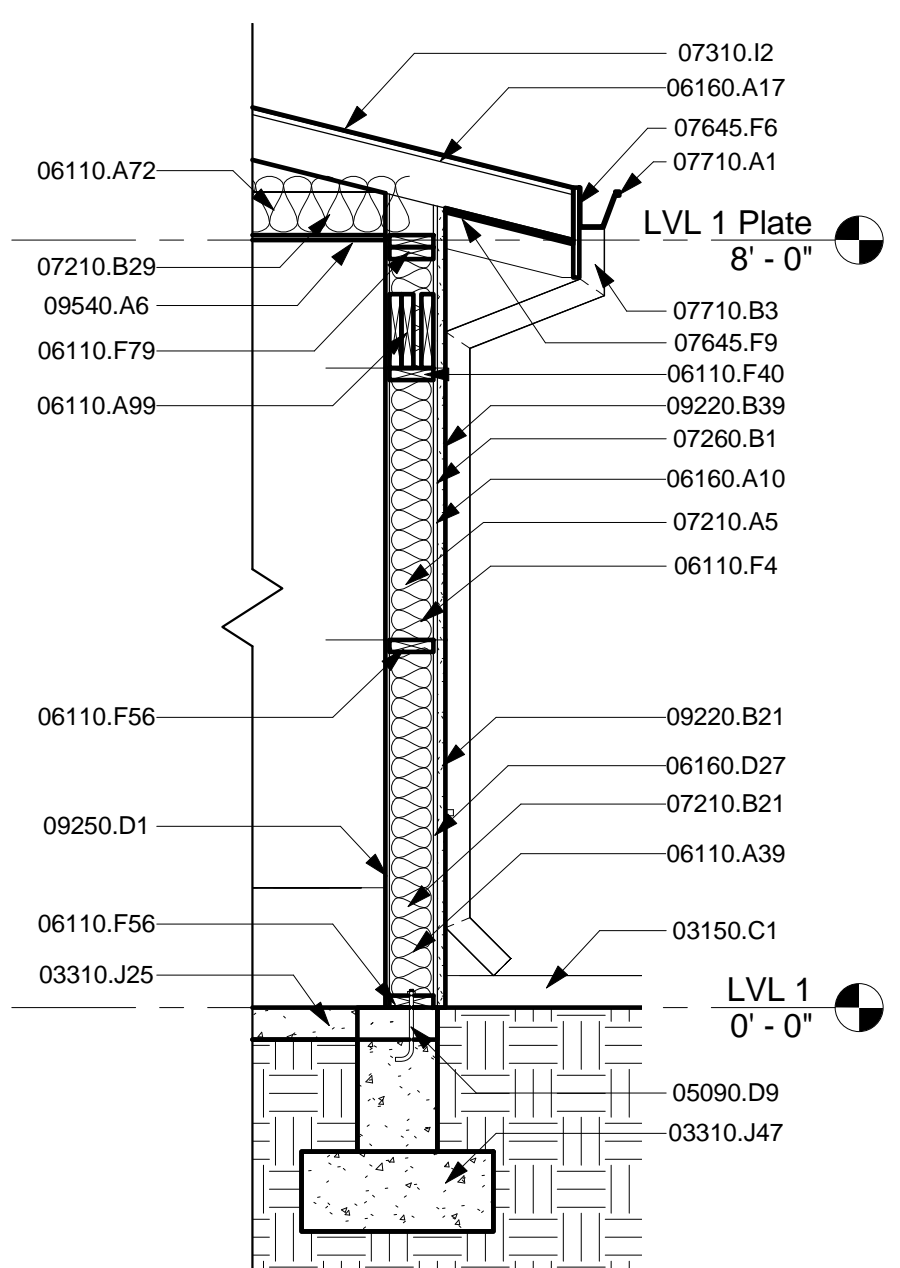 07310.I2
06160.A17
07645.F6
07710.A1
06110.A72
LVL 1 Plate
8' - 0"
07210.B29
09540.A6
07710.B3
06110.F79
07645.F9
06110.F40
06110.A99
09220.B39
07260.B1
06160.A10
07210.A5
06110.F4
06110.F56
09220.B21
06160.D27
07210.B21
09250.D1
06110.A39
06110.F56
03150.C1
03310.J25
LVL 1
0' - 0"
05090.D9
03310.J47